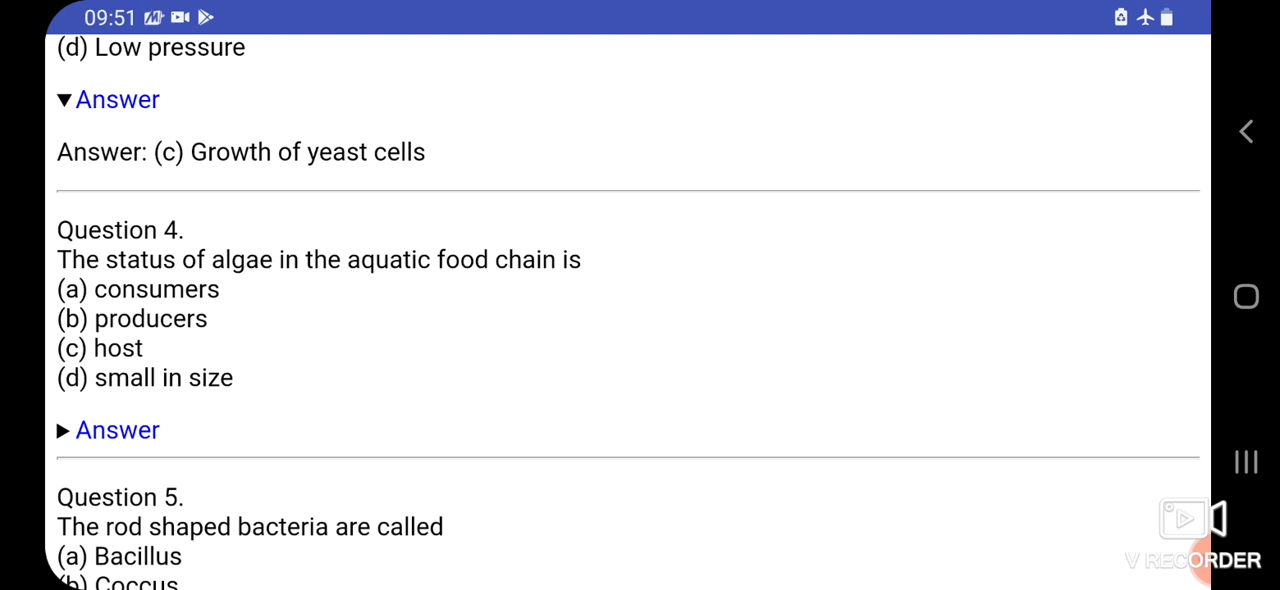 09:51
(d) Low pressure
Answer
Answer: (c) Growth of yeast cells
Question 4.
The status of algae in the aquatic food chain is
(a) consumers
(b) producers
(c) host
(d) small in size
Answer
Question 5.
The rod shaped bacteria are called
(a) Bacillus
(b) Coccus
V RECORDER